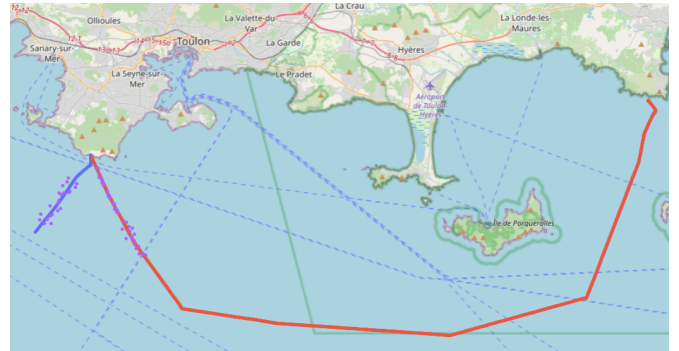 Ollioules
La Valette-du-
Var
La Crau
La Londe-les-
Maures
Sanary-sur-
Mer
Toulon
La Garde
Hyères
La Seyne-sur-
Mer
Le Pradet
Aéroport
de Toulon-
Hyères
Île de Porquerolles